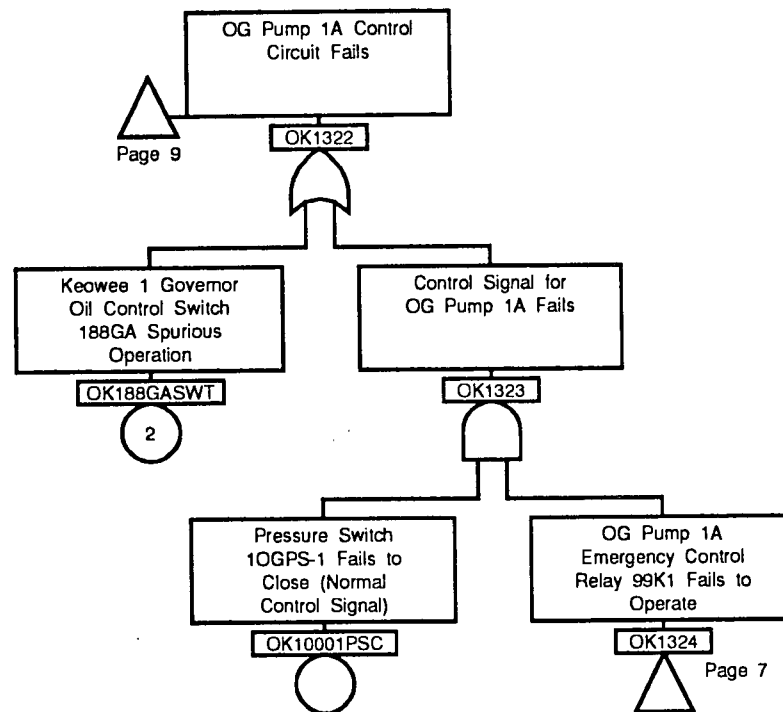 OG Pump 1A Control
Circuit Fails
Page 9
OK1322
Keowee 1 Governor
Oil Control Switch
188GA Spurious
Operation
OK188GASWT
2
Control Signal for
OG Pump 1A Fails
OK1323
Pressure Switch
1OGPS-1 Fails to
Close (Normal
Control Signal)
OK10001PSC
OG Pump 1A
Emergency Control
Relay 99K1 Fails to
Operate
OK1324
Page 7